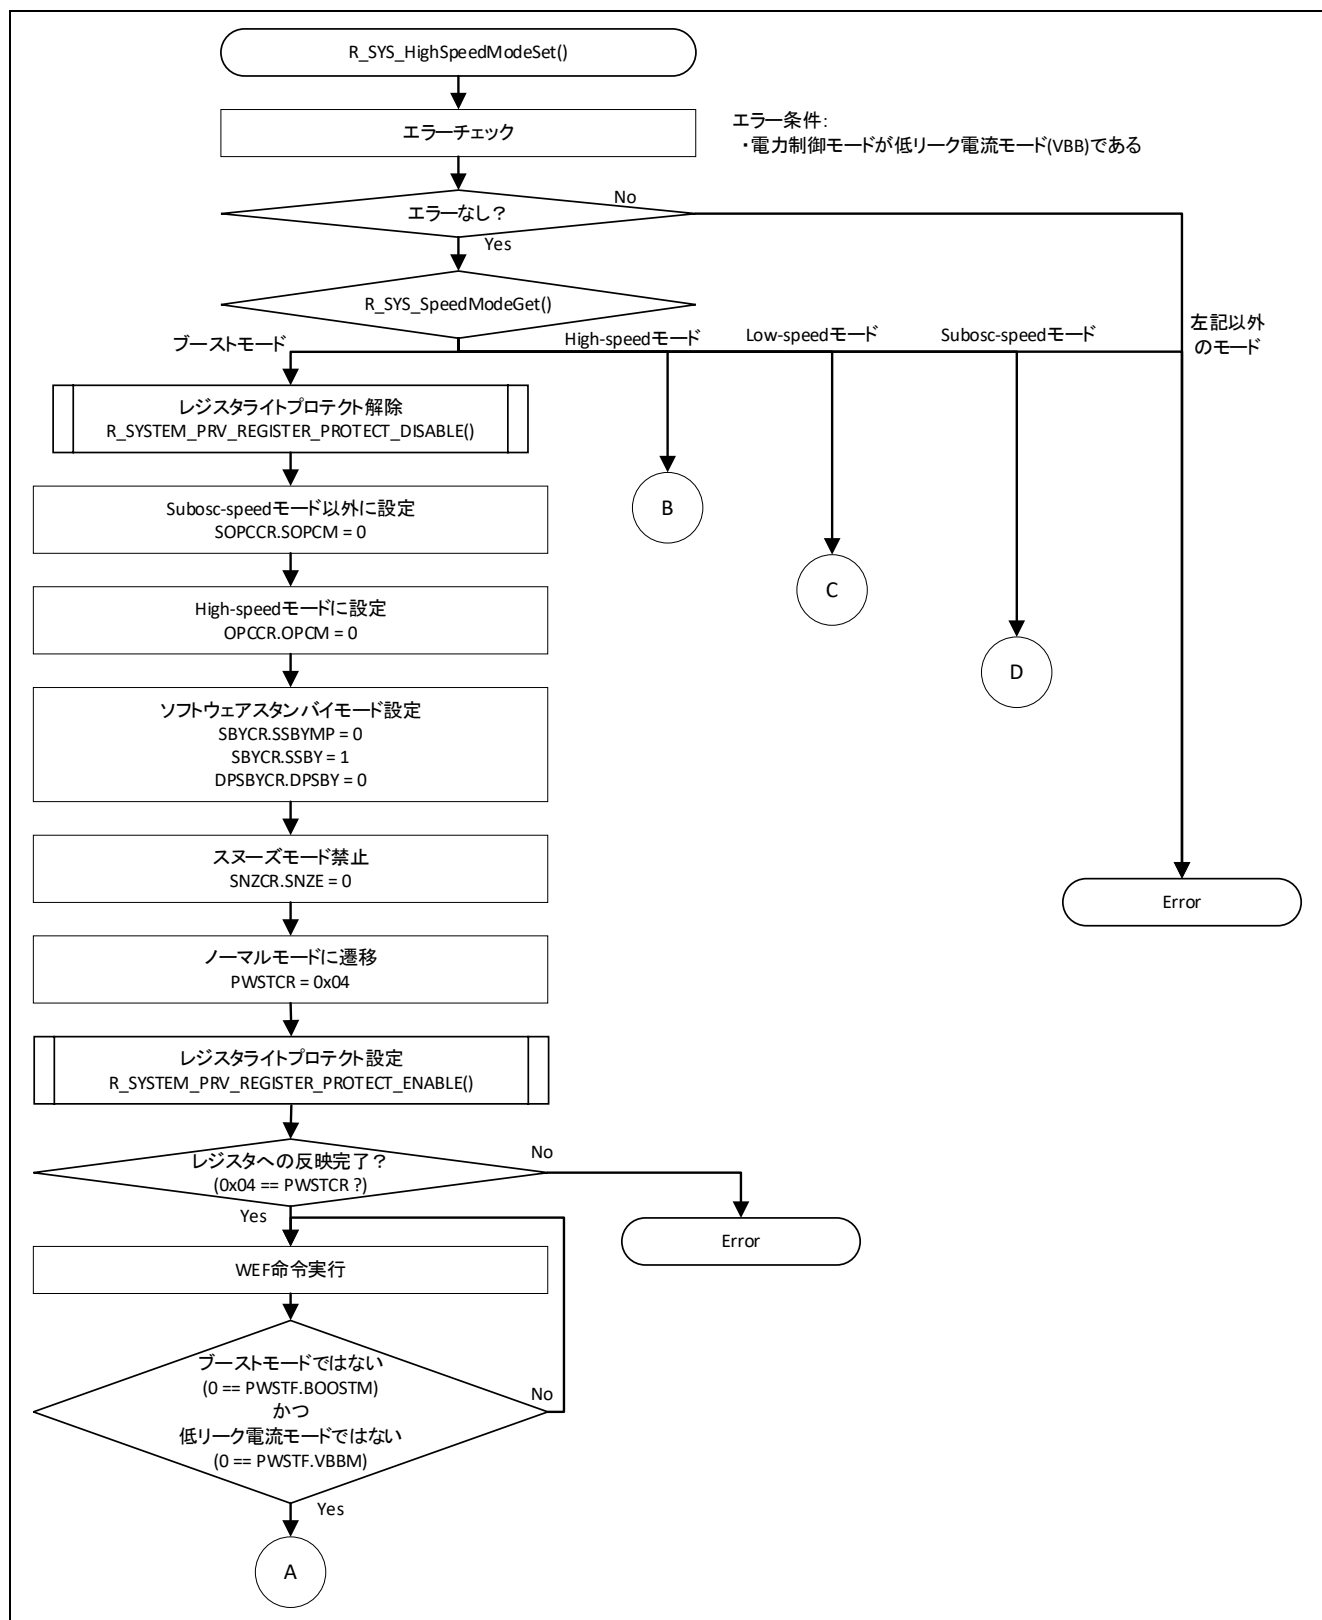 R_SYS_HighSpeedModeSet()
エラーチェック
エラー条件:
・電力制御モードが低リーク電流モード(VBB)である
エラーなし？
No
Yes
R_SYS_SpeedModeGet()
ブーストモード
High-speedモード
Low-speedモード
Subosc-speedモード
左記以外
のモード
レジスタライトプロテクト解除
R_SYSTEM_PRV_REGISTER_PROTECT_DISABLE()
Subosc-speedモード以外に設定
SOPCCR.SOPCM = 0
B
C
D
High-speedモードに設定
OPCCR.OPCM = 0
ソフトウェアスタンバイモード設定
SBYCR.SSBYMP = 0
SBYCR.SSBY = 1
DPSBYCR.DPSBY = 0
スヌーズモード禁止
SNZCR.SNZE = 0
Error
ノーマルモードに遷移
PWSTCR = 0x04
レジスタライトプロテクト設定
R_SYSTEM_PRV_REGISTER_PROTECT_ENABLE()
レジスタへの反映完了？
(0x04 == PWSTCR ?)
No
Yes
Error
WEF命令実行
ブーストモードではない
(0 == PWSTF.BOOSTM)
かつ
低リーク電流モードではない
(0 == PWSTF.VBBM)
No
Yes
A